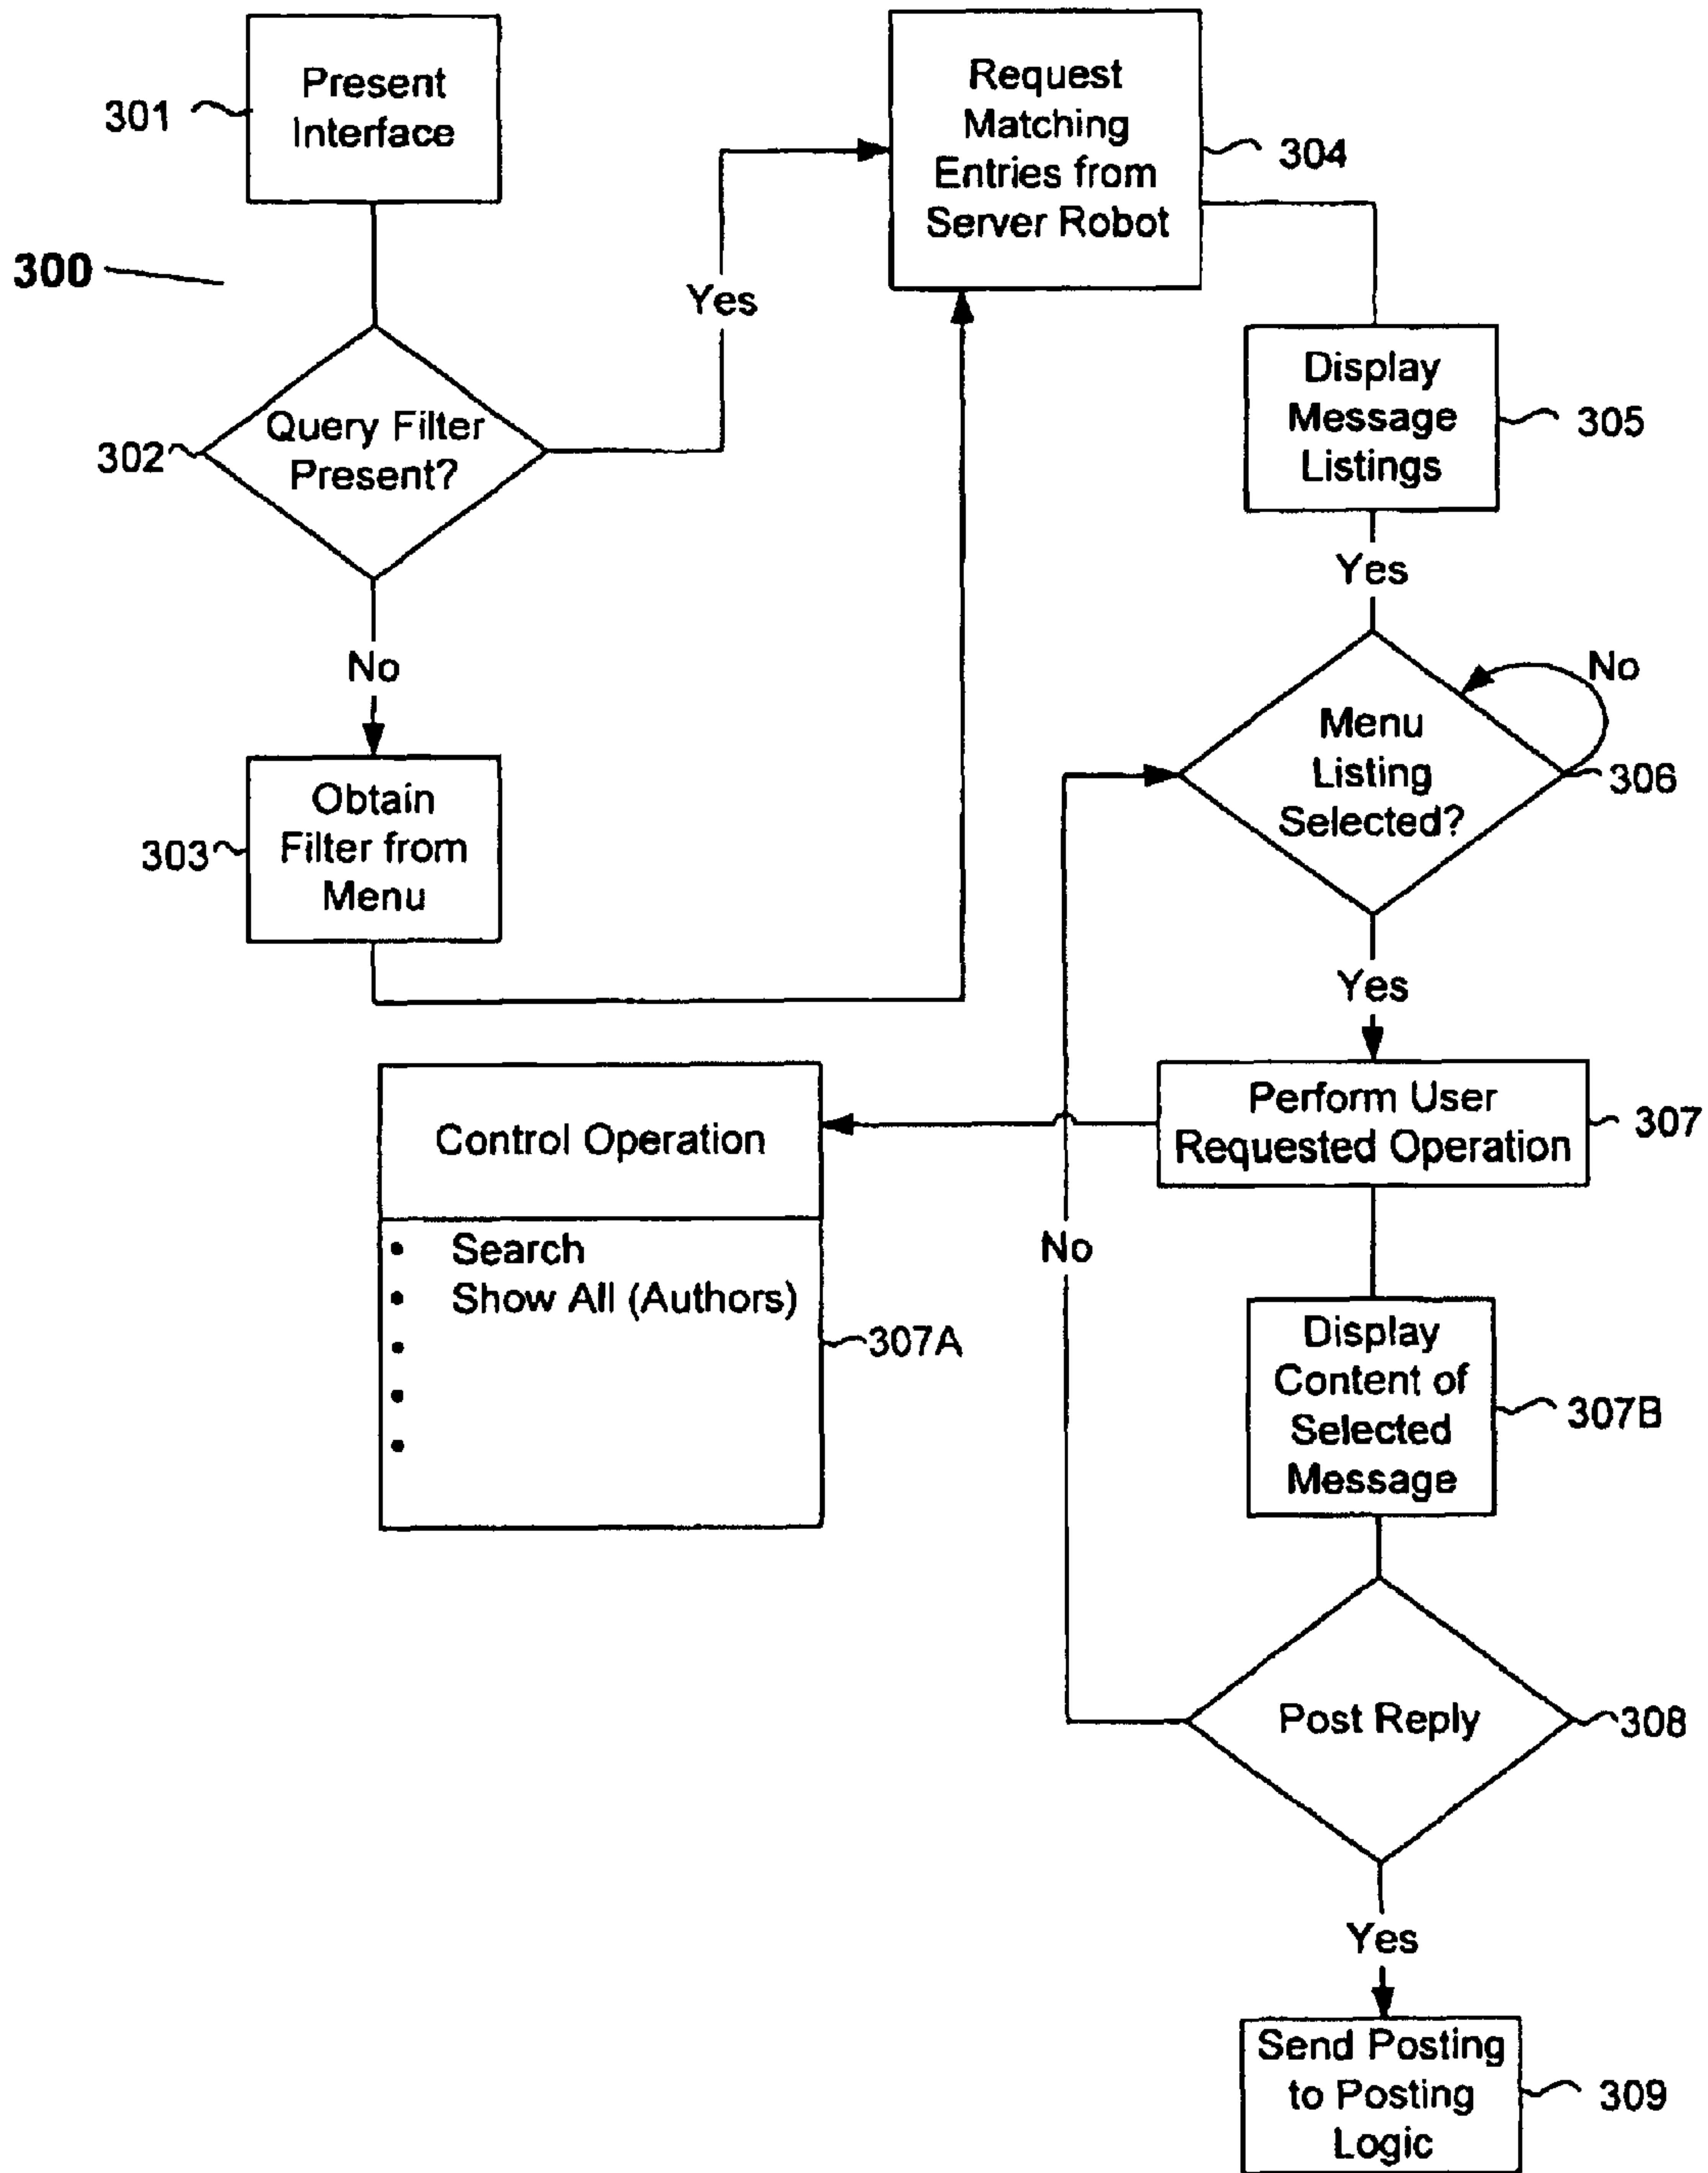 Present
Interface
301
300
Query Filter
Present?
302
Yes
No
Obtain
Filter from
Menu
303
Request
Matching
Entries from
Server Robot
304
Display
Message
Listings
305
Yes
Menu
Listing
Selected?
306
No
Yes
Perform User
Requested Operation
307
Control Operation
• Search
• Show All (Authors)
•
•
•
307A
No
Display
Content of
Selected
Message
307B
Post Reply
308
Yes
Send Posting
to Posting
Logic
309